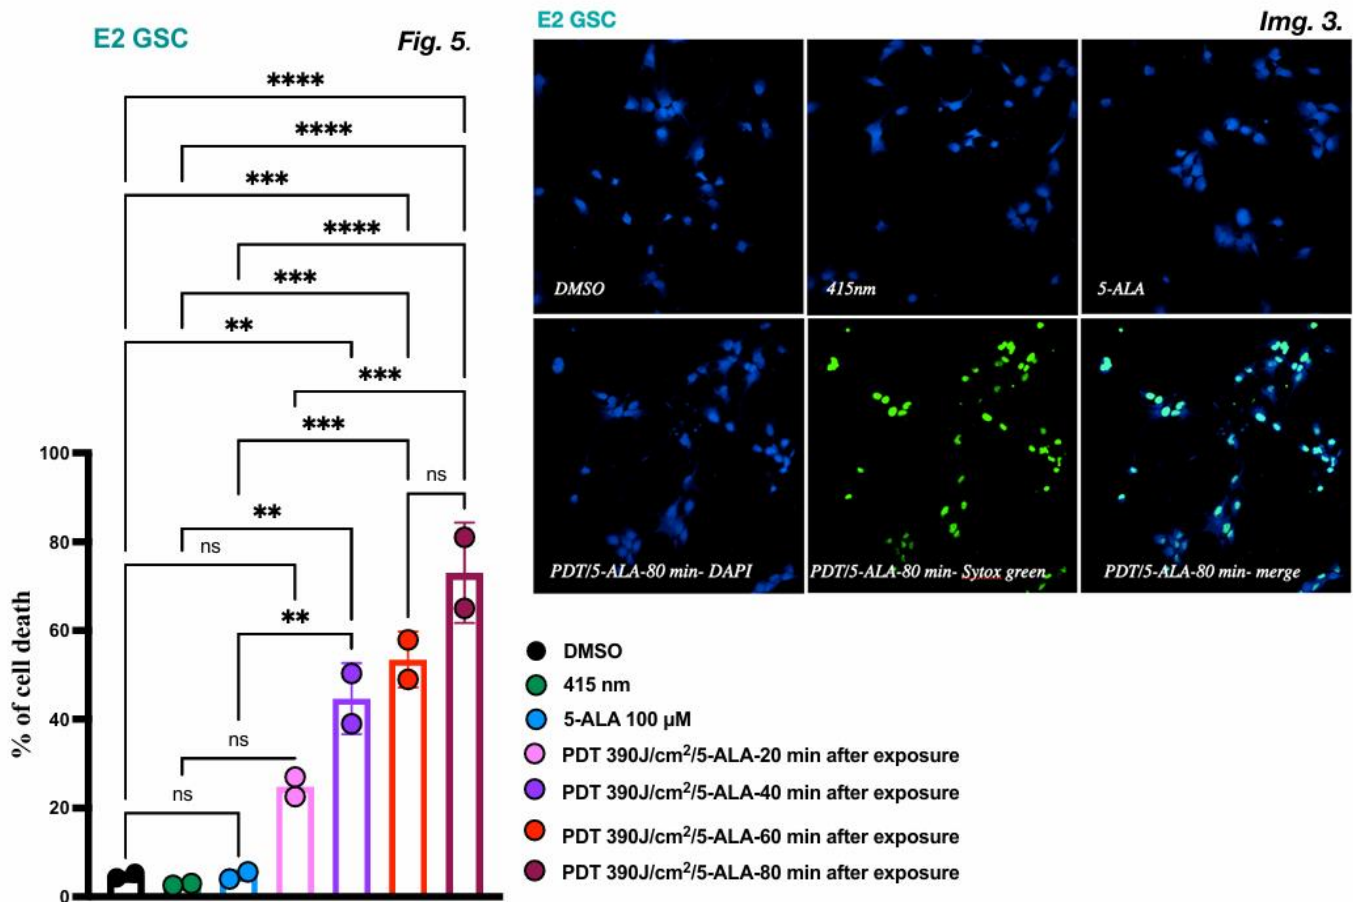 E2 GSC
Fig. 5.
****
****
***
****
***
**
***
***
ns
**
ns
**
ns
ns
100
80
60
40
20
0
% of cell death
E2 GSC
Img. 3.
DMSO
415nm
5-ALA
PDT/5-ALA-80 min- DAPI
PDT/5-ALA-80 min- Sytox green
PDT/5-ALA-80 min- merge
DMSO
415 nm
5-ALA 100 µM
PDT 390J/cm²/5-ALA-20 min after exposure
PDT 390J/cm²/5-ALA-40 min after exposure
PDT 390J/cm²/5-ALA-60 min after exposure
PDT 390J/cm²/5-ALA-80 min after exposure